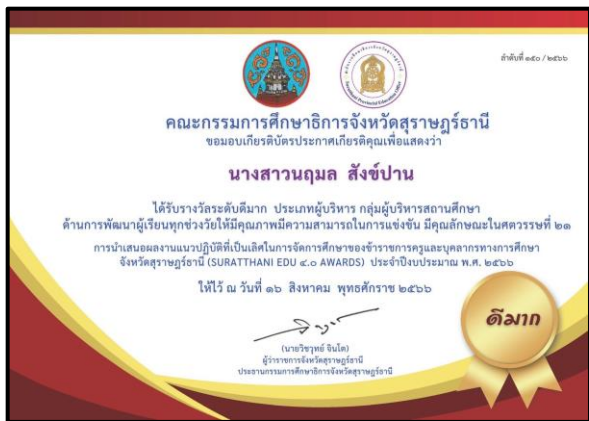 ลำดับที่ ๑๕๐ / ๒๕๖๖
คณะกรรมการศึกษาธิการจังหวัดสุราษฎร์ธานี
ขอมอบเกียรติบัตรประกาศเกียรติคุณเพื่อแสดงว่า
นางสาวนฤมล สังข์ปาน
ได้รับรางวัลระดับดีมาก ประเภทผู้บริหาร กลุ่มผู้บริหารสถานศึกษา
ด้านการพัฒนาผู้เรียนทุกช่วงวัยให้มีคุณภาพมีความสามารถในการแข่งขัน มีคุณลักษณะในศตวรรษที่ ๒๑
การนำเสนอผลงานแนวปฏิบัติที่เป็นเลิศในการจัดการศึกษาของข้าราชการครูและบุคลากรทางการศึกษา
จังหวัดสุราษฎร์ธานี (SURATTHANI EDU ๔.๐ AWARDS) ประจำปีงบประมาณ พ.ศ. ๒๕๖๖
ให้ไว้ ณ วันที่ ๑๖ สิงหาคม พุทธศักราช ๒๕๖๖
ดีมาก
(นายวิชวุทย์ จินโต)
ผู้ว่าราชการจังหวัดสุราษฎร์ธานี
ประธานกรรมการศึกษาธิการจังหวัดสุราษฎร์ธานี